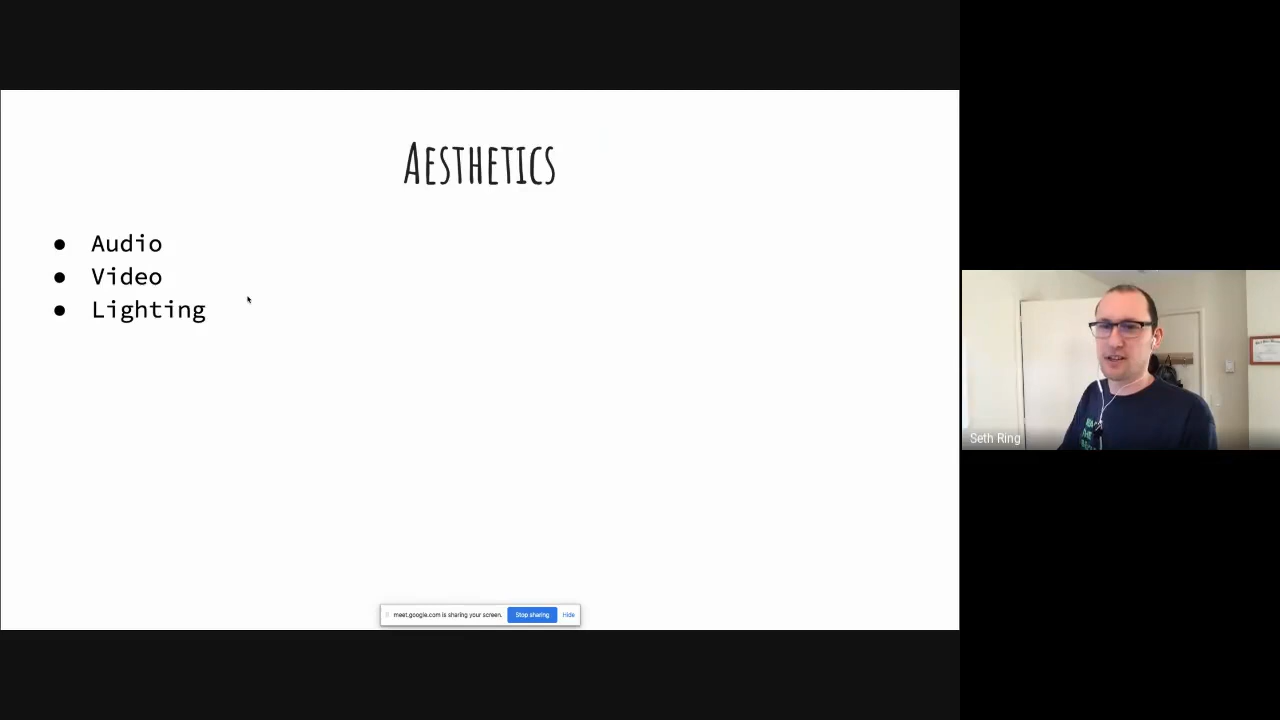 Aesthetics
● Audio
● Video
● Lighting
meet.google.com is sharing your screen. Stop sharing Hide
Seth Ring